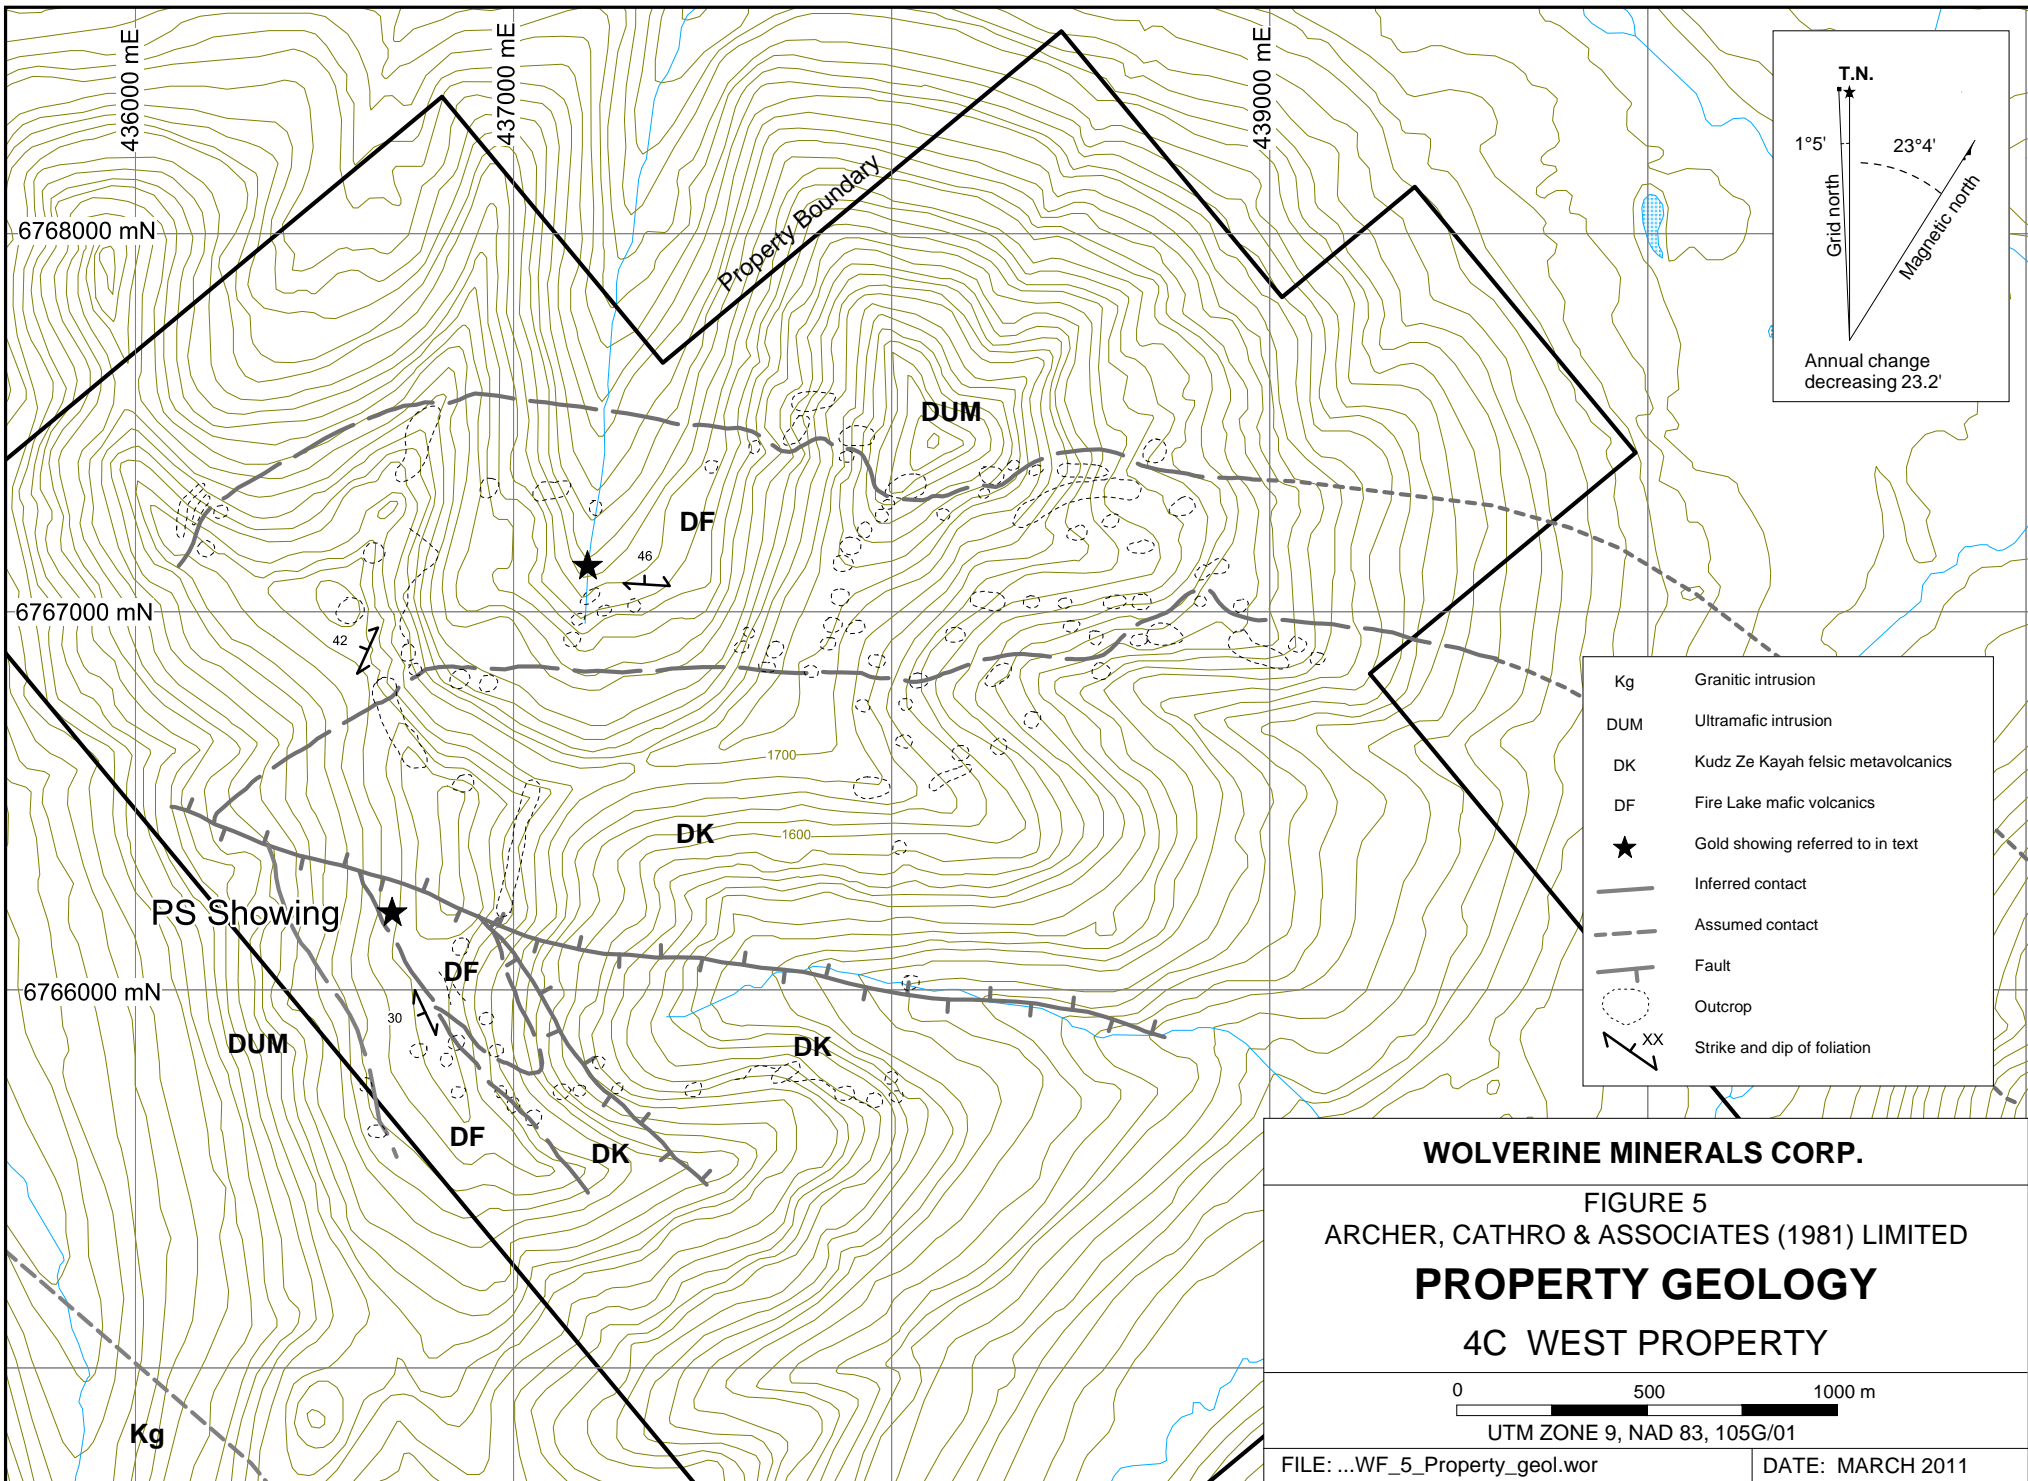 436000 mE
437000 mE
439000 mE
6768000 mN
6767000 mN
6766000 mN
Property Boundary
T.N.
1°5'
23°4'
Grid north
Magnetic north
Annual change
decreasing 23.2'
DUM
DF
46
42
1700
DK
1600
PS Showing
DF
30
DUM
DK
DF
DK
Kg
Kg Granitic intrusion
DUM Ultramafic intrusion
DK Kudz Ze Kayah felsic metavolcanics
DF Fire Lake mafic volcanics
Gold showing referred to in text
Inferred contact
Assumed contact
Fault
Outcrop
XX Strike and dip of foliation
WOLVERINE MINERALS CORP.
FIGURE 5
ARCHER, CATHRO & ASSOCIATES (1981) LIMITED
PROPERTY GEOLOGY
4C WEST PROPERTY
0 500 1000 m
UTM ZONE 9, NAD 83, 105G/01
FILE: ...WF_5_Property_geol.wor DATE: MARCH 2011